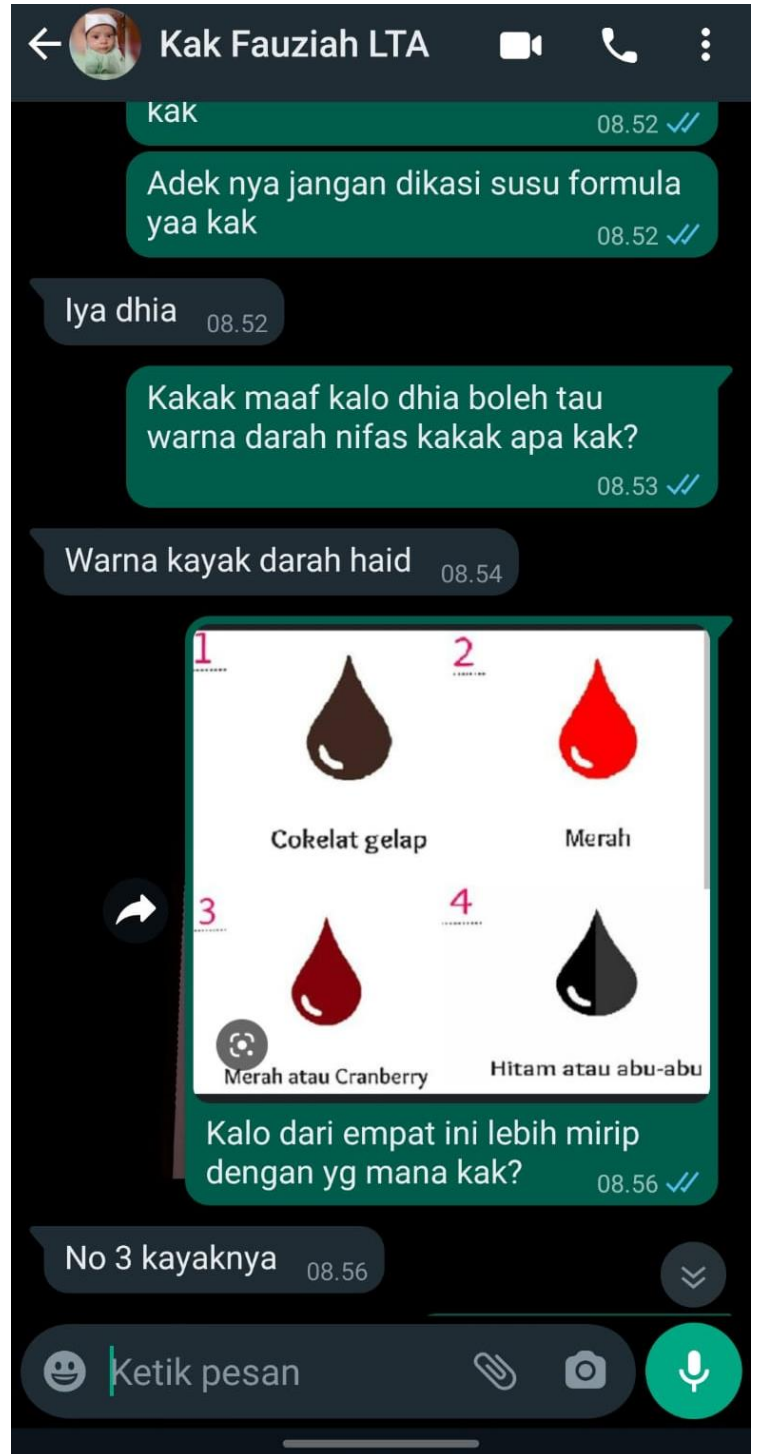 Kak Fauziah LTA
kak
08.52
Adek nya jangan dikasi susu formula
yaa kak
08.52
Iya dhia 08.52
Kakak maaf kalo dhia boleh tau
warna darah nifas kakak apa kak?
08.53
Warna kayak darah haid 08.54
1 2
Cokelat gelap Merah
3 4
Merah atau Cranberry Hitam atau abu-abu
Kalo dari empat ini lebih mirip
dengan yg mana kak? 08.56
No 3 kayaknya 08.56
Ketik pesan